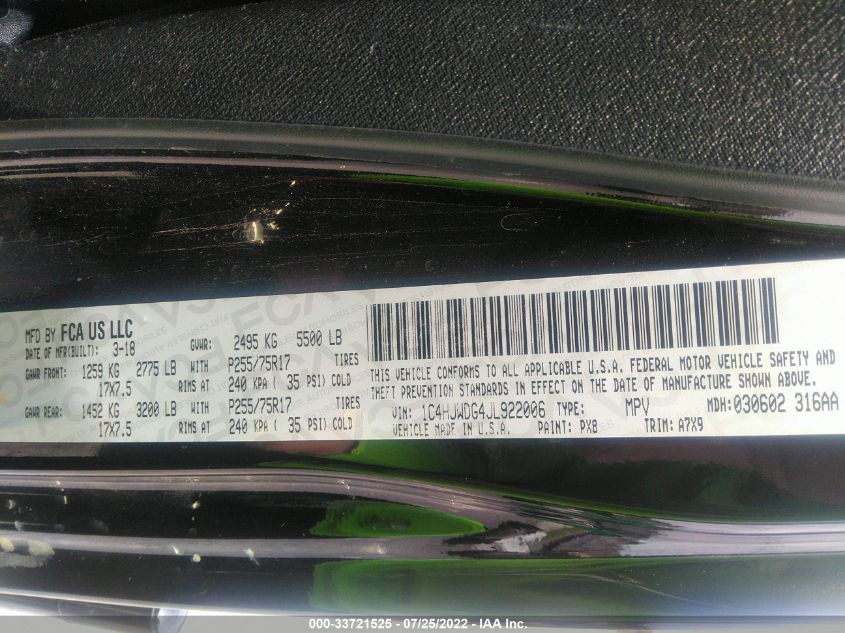 MFD BY FCA US LLC
DATE OF MFR(BUILT): 3-18 GVWR: 2495 KG 5500 LB
GAWR FRONT: 1259 KG 2775 LB WITH P255/75R17 TIRES
17X7.5 RIMS AT 240 KPA ( 35 PSI) COLD
GAWR REAR: 1452 KG 3200 LB WITH P255/75R17 TIRES
17X7.5 RIMS AT 240 KPA ( 35 PSI) COLD
THIS VEHICLE CONFORMS TO ALL APPLICABLE U.S.A. FEDERAL MOTOR VEHICLE SAFETY AND
THEFT PREVENTION STANDARDS IN EFFECT ON THE DATE OF MANUFACTURE SHOWN ABOVE.
VIN: 1C4HJWDG4JL922006 TYPE: MPV MDH:030602 316AA
VEHICLE MADE IN U.S.A. PAINT: PX8 TRIM: A7X9
000-33721525 - 07/25/2022 - © 2022 IAA, Inc.